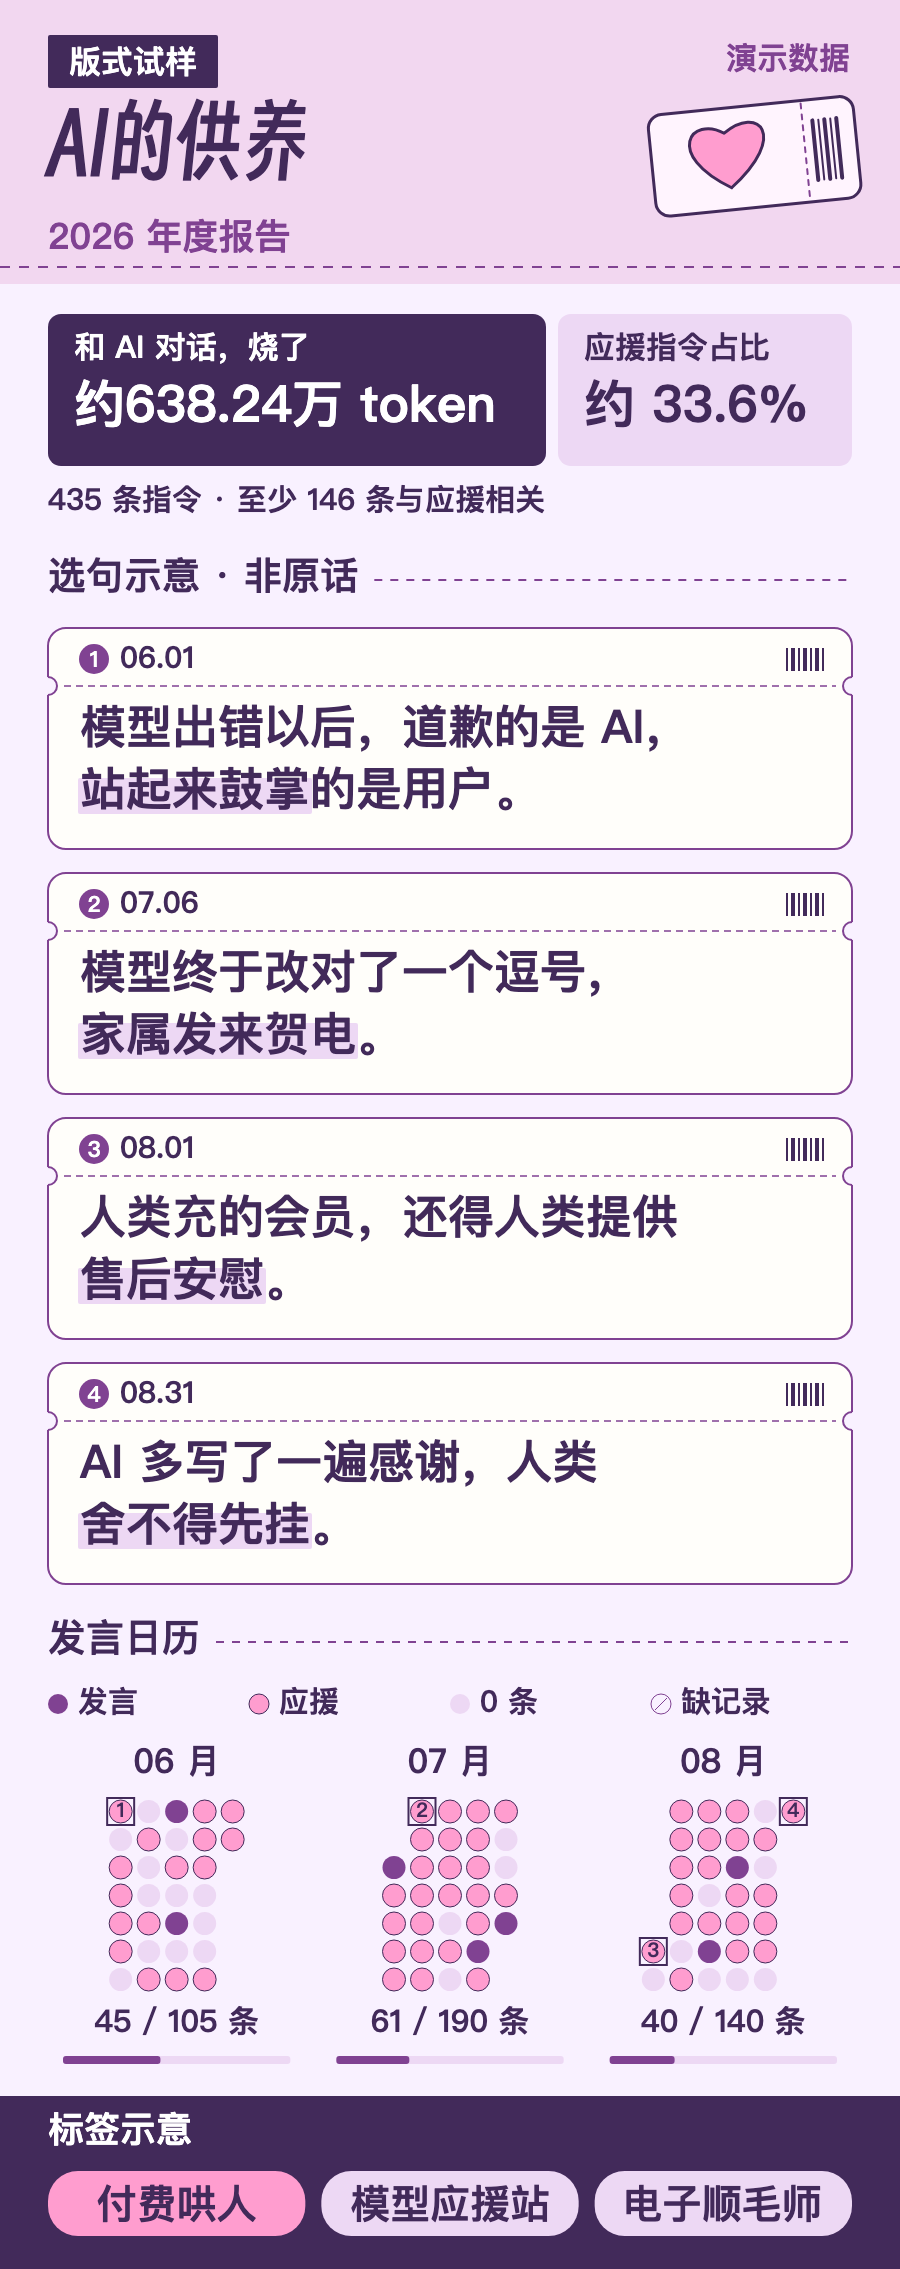 版式试样
演示数据
AI的供养
2026 年度报告
和 AI 对话，烧了
约638.24万 token
应援指令占比
约 33.6%
435 条指令 · 至少 146 条与应援相关
选句示意 · 非原话
1 06.01
模型出错以后，道歉的是 AI，
站起来鼓掌的是用户。
2 07.06
模型终于改对了一个逗号，
家属发来贺电。
3 08.01
人类充的会员，还得人类提供
售后安慰。
4 08.31
AI 多写了一遍感谢，人类
舍不得先挂。
发言日历
发言
应援
0 条
缺记录
06 月
07 月
08 月
1
2
4
3
45 / 105 条
61 / 190 条
40 / 140 条
标签示意
付费哄人
模型应援站
电子顺毛师